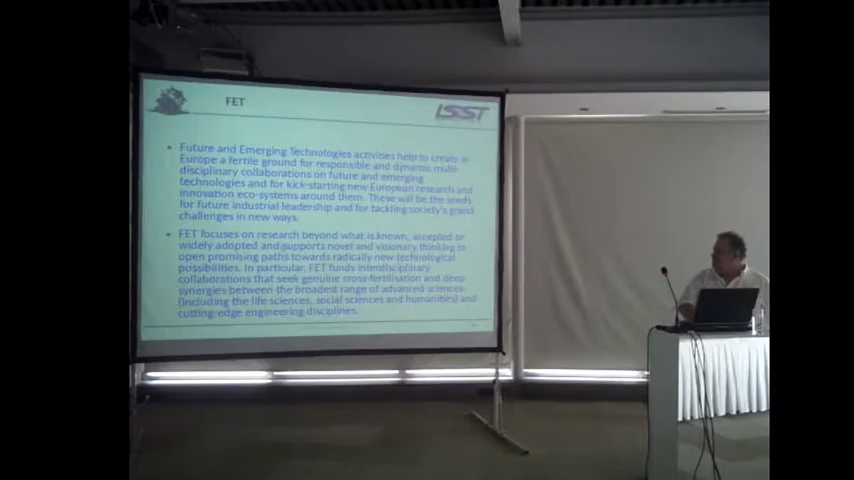 FET
LSST
• Future and Emerging Technologies activities help to create in
Europe a fertile ground for responsible and dynamic multi-
disciplinary collaborations on future and emerging
technologies and for kick-starting new European research and
innovation eco-systems around them. These will be the seeds
for future industrial leadership and for tackling society's grand
challenges in new ways.
• FET focuses on research beyond what is known, accepted or
widely adopted and supports novel and visionary thinking to
open promising paths towards radically new technological
possibilities. In particular, FET funds interdisciplinary
collaborations that seek genuine cross-fertilisation and deep
synergies between the broadest range of advanced sciences
(including the life sciences, social sciences and humanities) and
cutting-edge engineering disciplines.